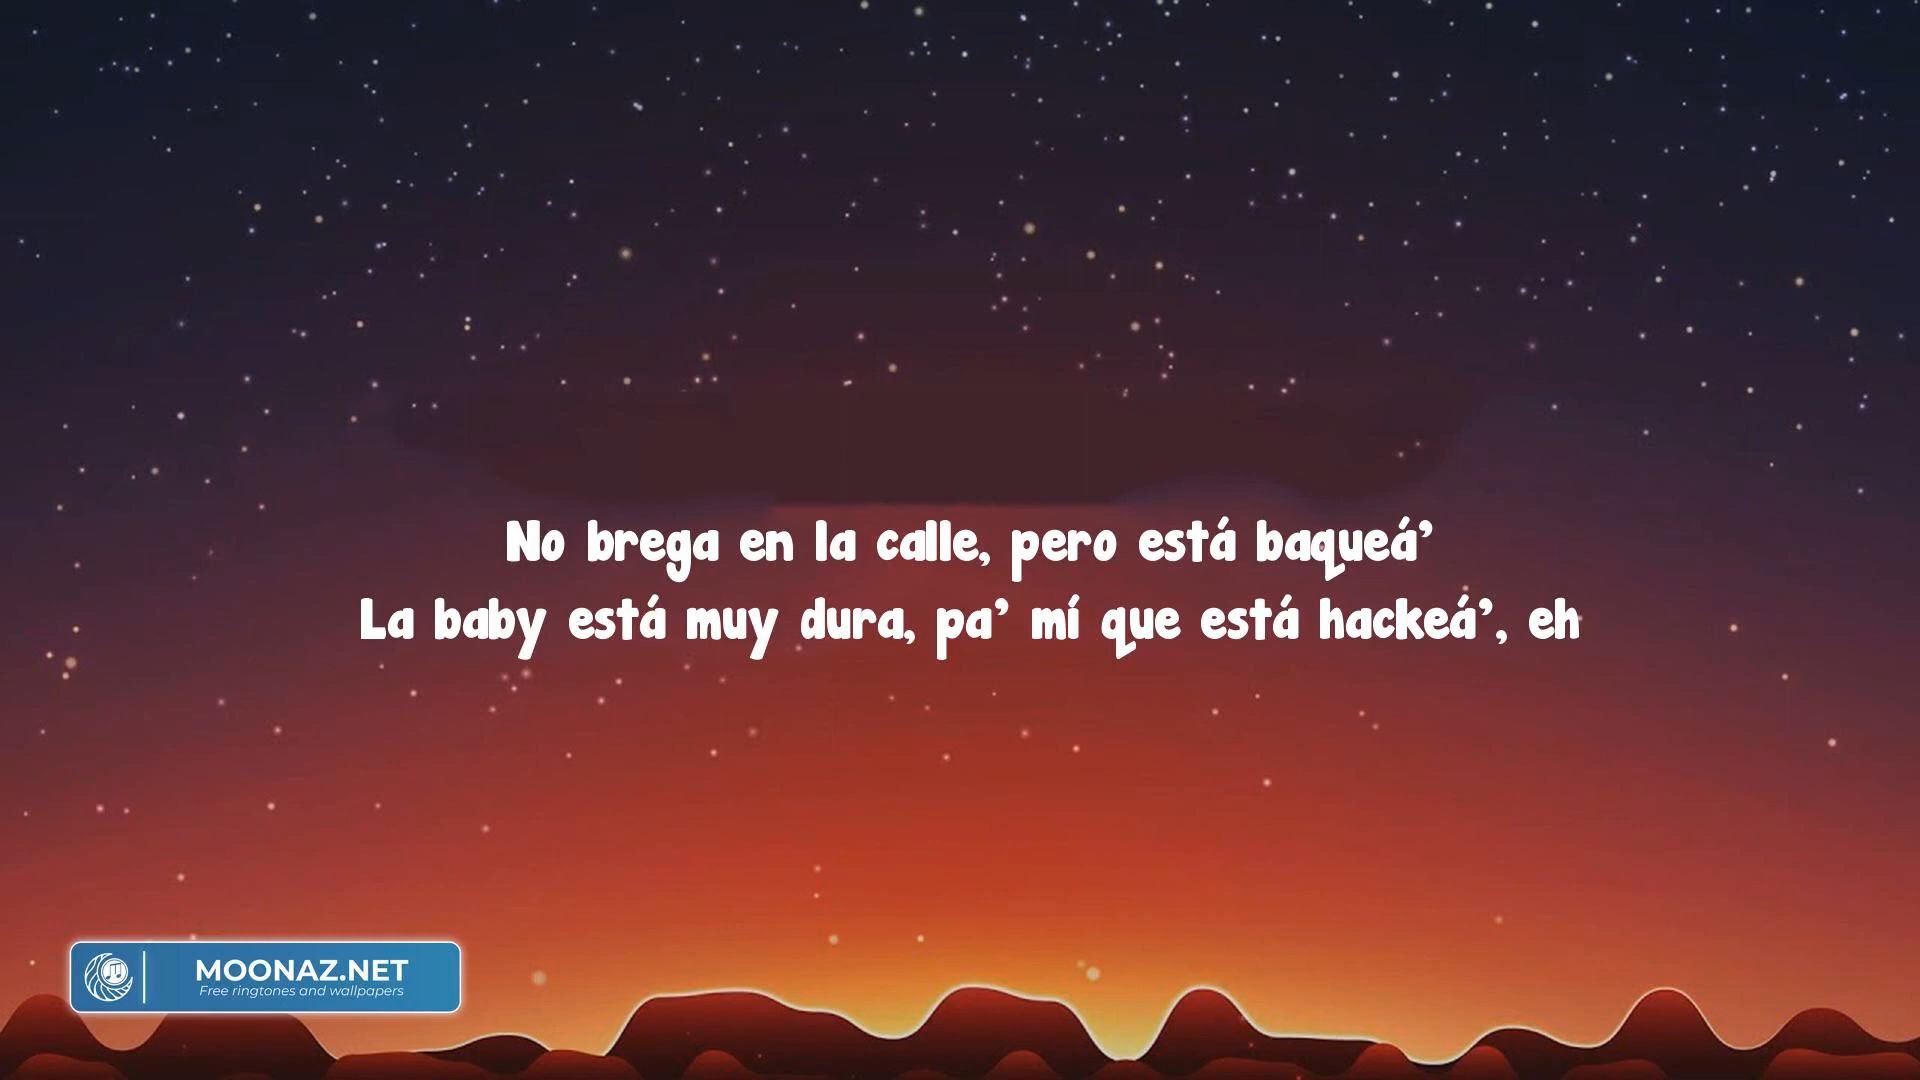 No brega en la calle, pero está baqueá’
La baby está muy dura, pa’ mí que está hackeá’, eh
MOONAZ.NET
Free ringtones and wallpapers